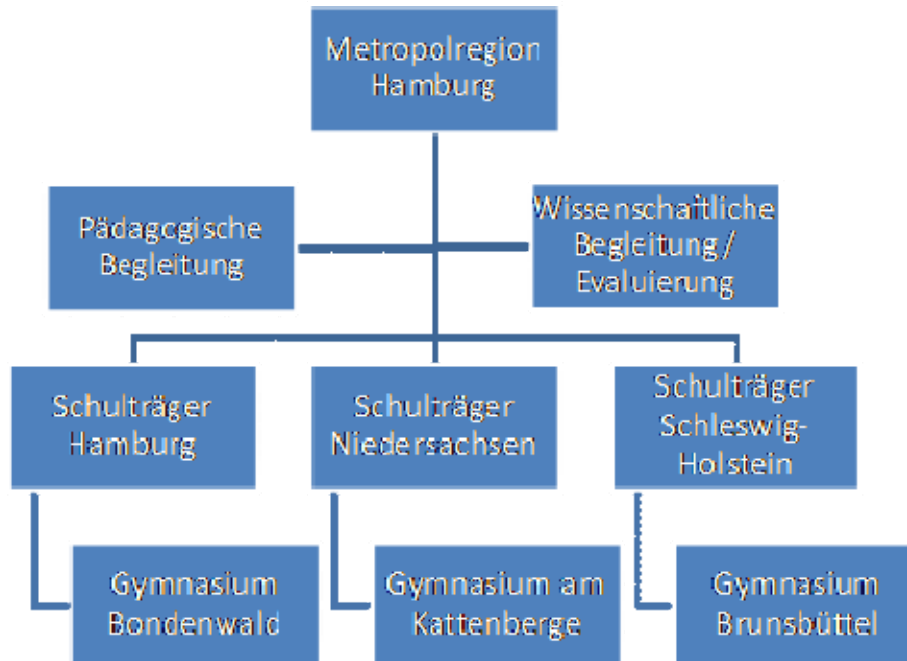 Metropolregion
Hamburg
Pädagogische
Begleitung
Wissenschaftliche
Begleitung /
Evaluierung
Schulträger
Hamburg
Schulträger
Niedersachsen
Schulträger
Schleswig-
Holstein
Gymnasium
Bondenwald
Gymnasium am
Kattenberge
Gymnasium
Brunsbüttel